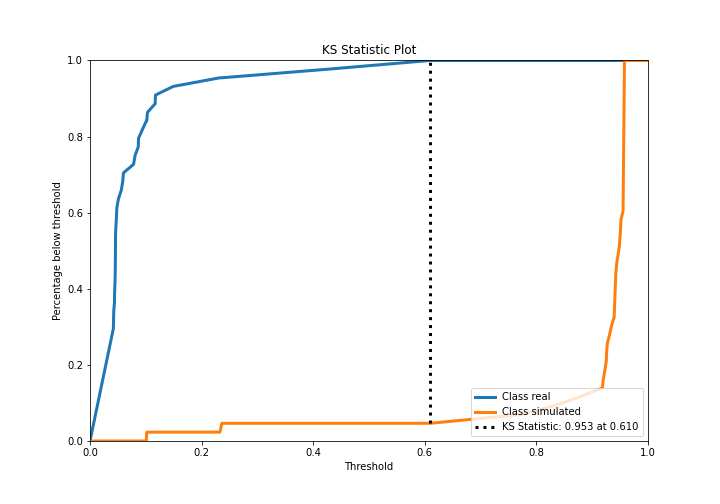 KS Statistic Plot
Percentage below threshold
1.0
0.8
0.6
0.4
0.2
0.0
0.0 0.2 0.4 0.6 0.8 1.0
Threshold
Class real
Class simulated
KS Statistic: 0.953 at 0.610